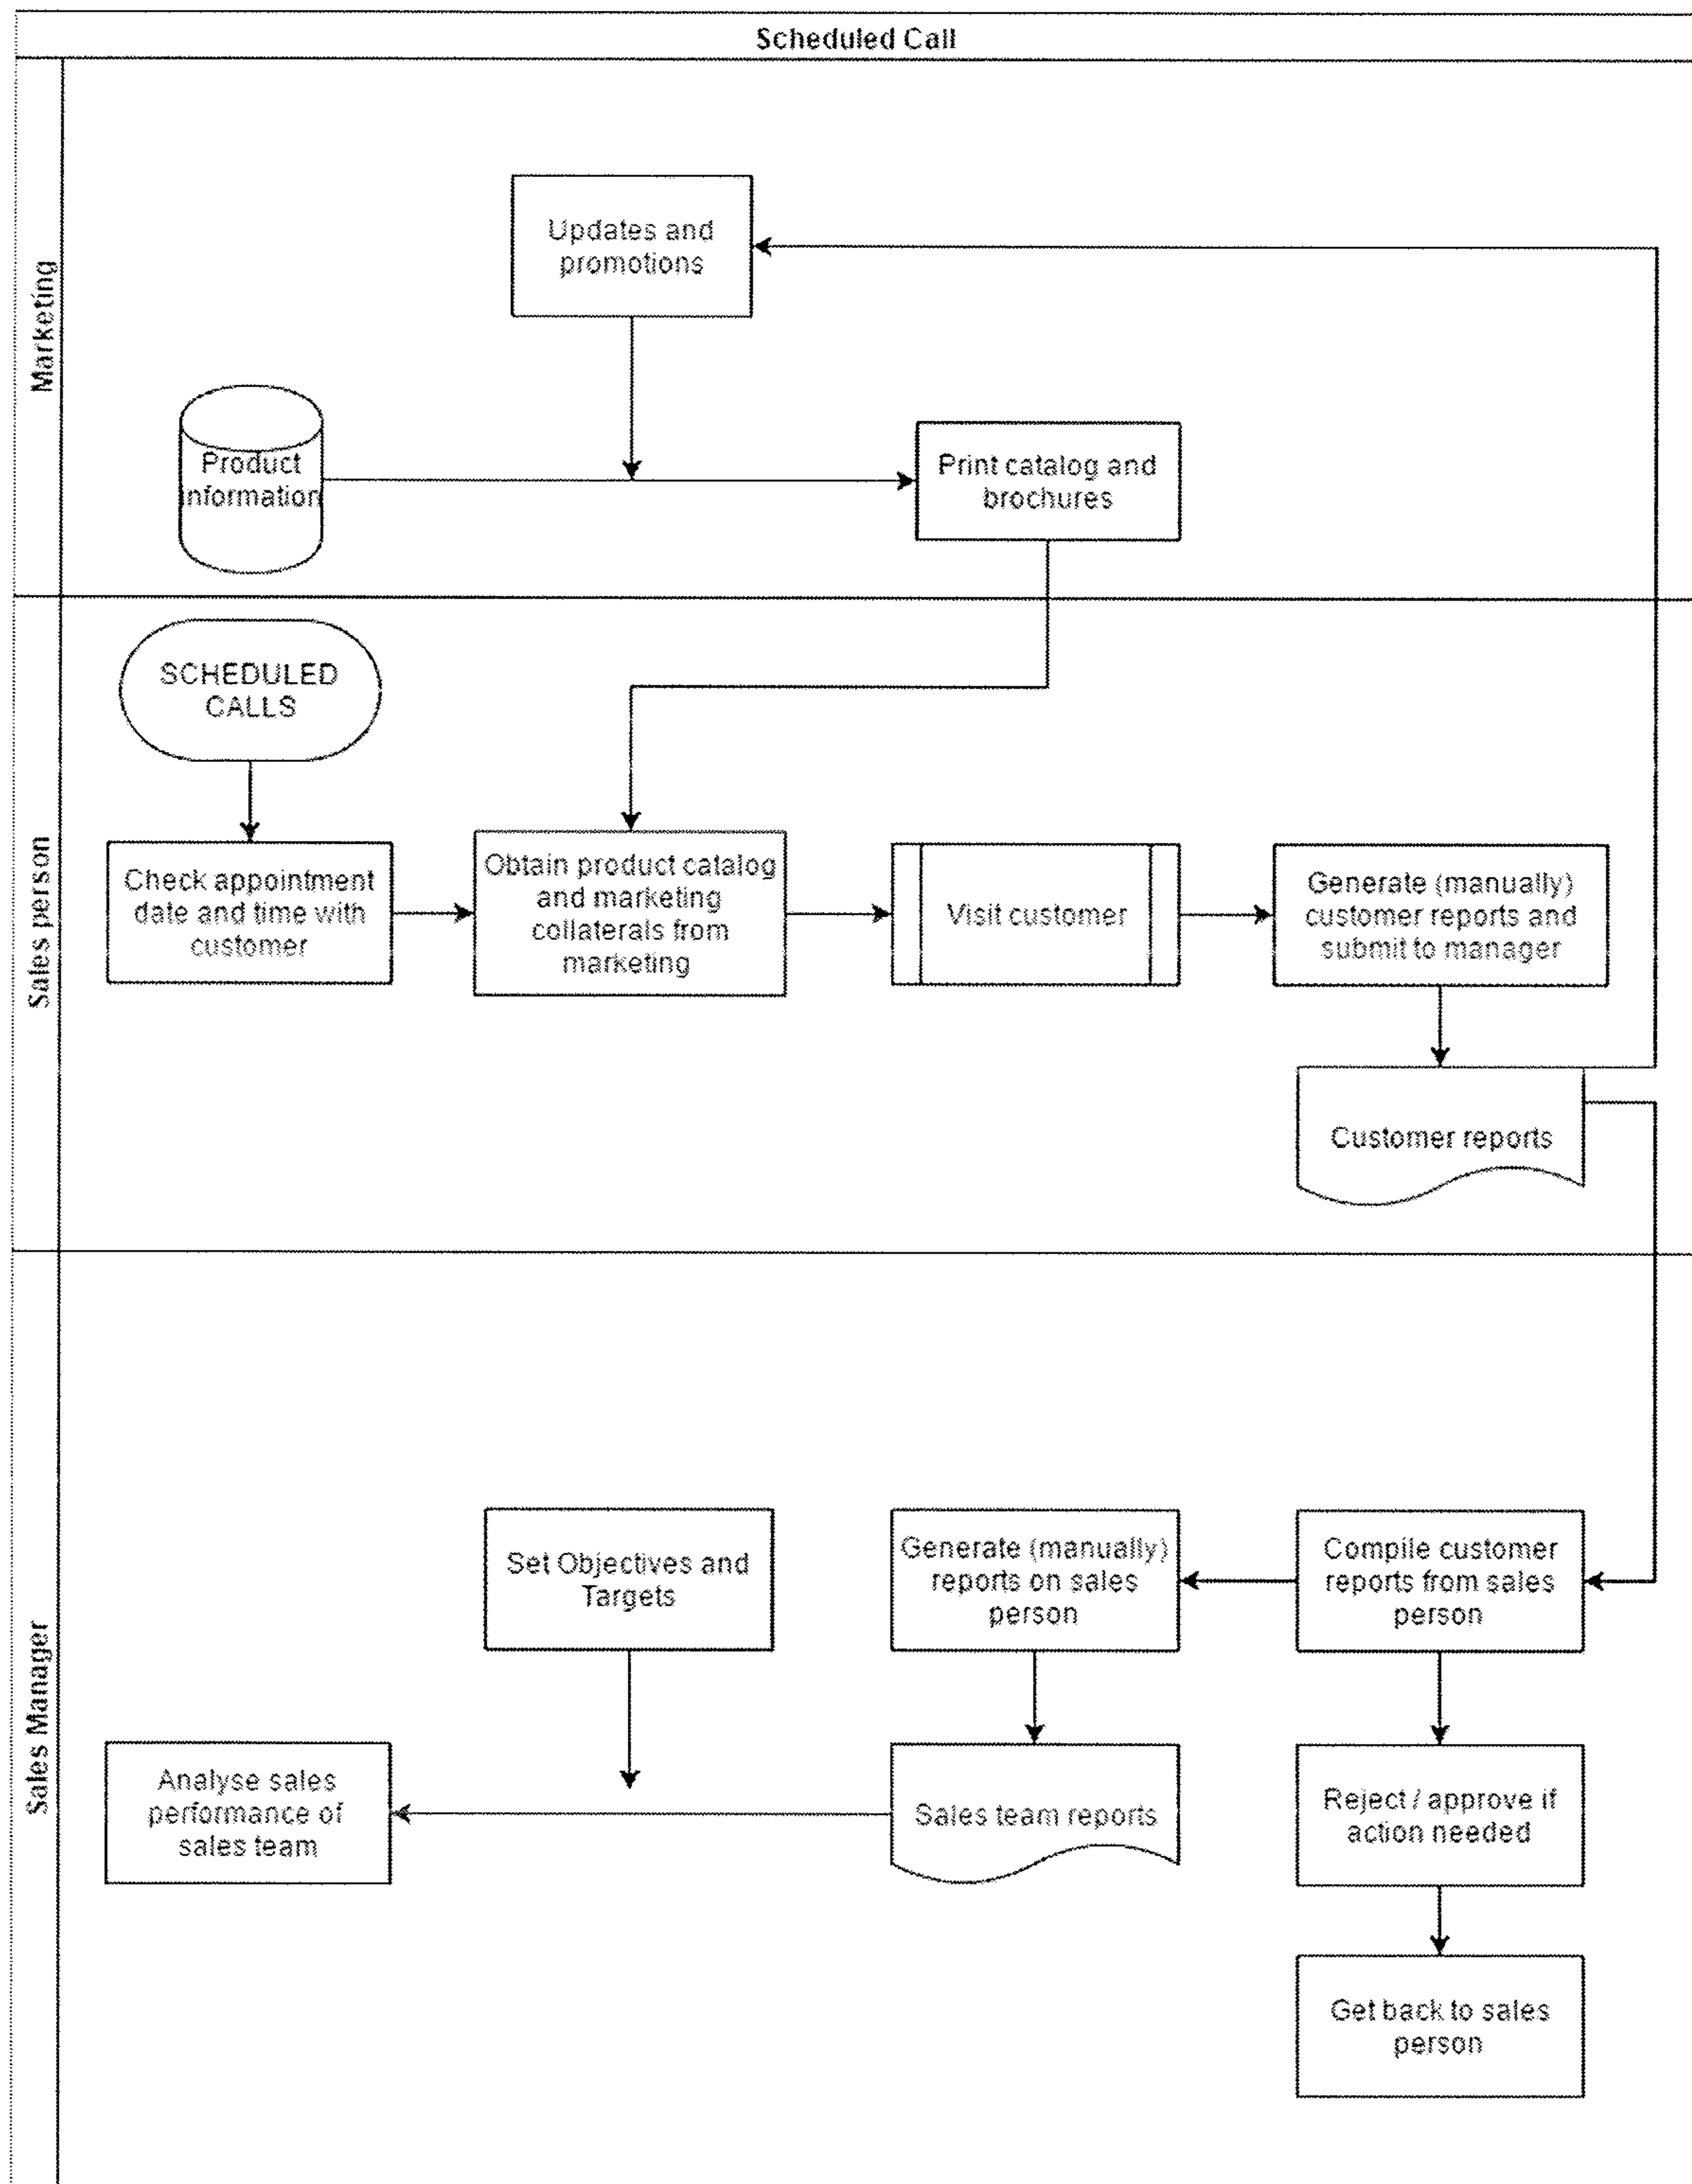 Scheduled Call
Marketing
Updates and
promotions
Product
information
Print catalog and
brochures
Sales person
SCHEDULED
CALLS
Check appointment
date and time with
customer
Obtain product catalog
and marketing
collaterals from
marketing
Visit customer
Generate (manually)
customer reports and
submit to manager
Customer reports
Sales Manager
Set Objectives and
Targets
Generate (manually)
reports on sales
person
Compile customer
reports from sales
person
Analyse sales
performance of
sales team
Sales team reports
Reject / approve if
action needed
Get back to sales
person